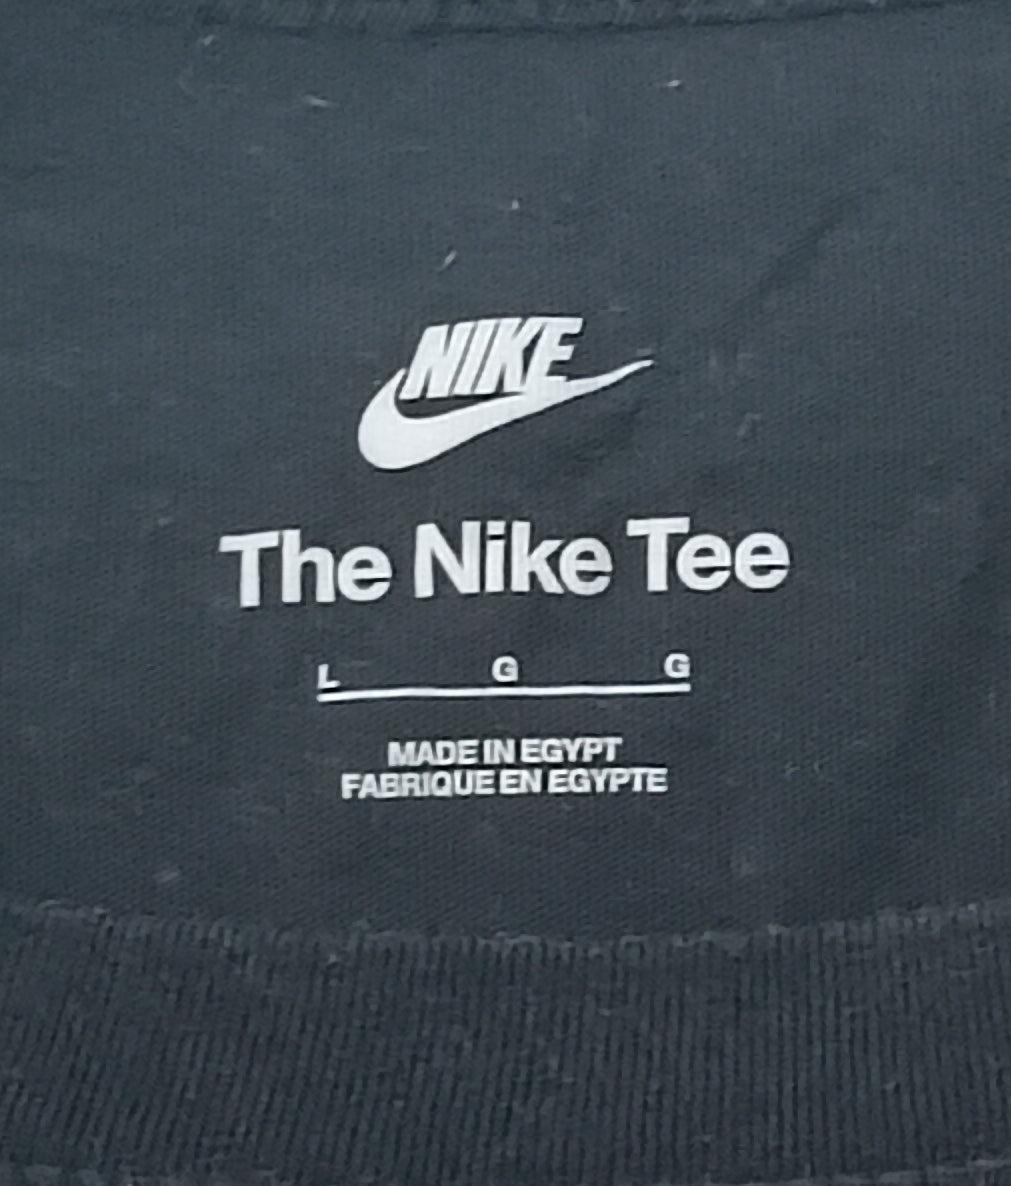 NIKE
The Nike Tee
L G G
MADE IN EGYPT
FABRIQUE EN EGYPTE